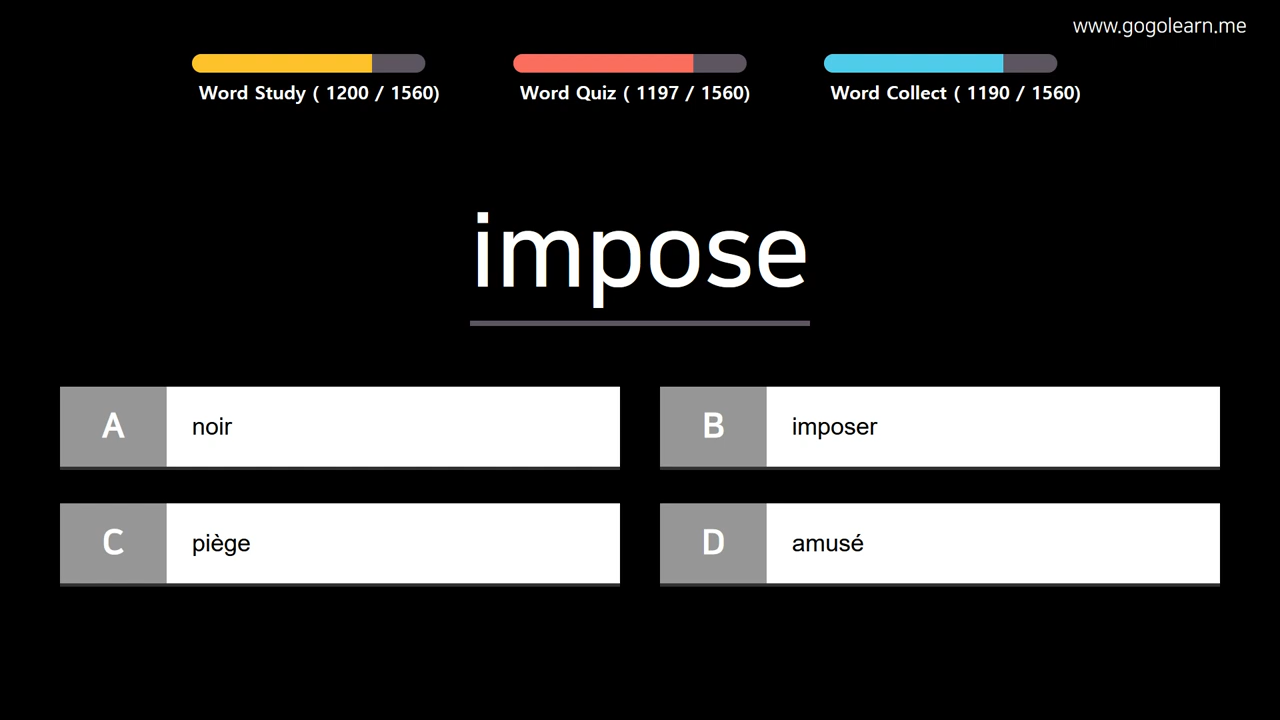 www.gogolearn.me
Word Study ( 1200 / 1560)
Word Quiz ( 1197 / 1560)
Word Collect ( 1190 / 1560)
impose
A noir
B imposer
C piège
D amusé